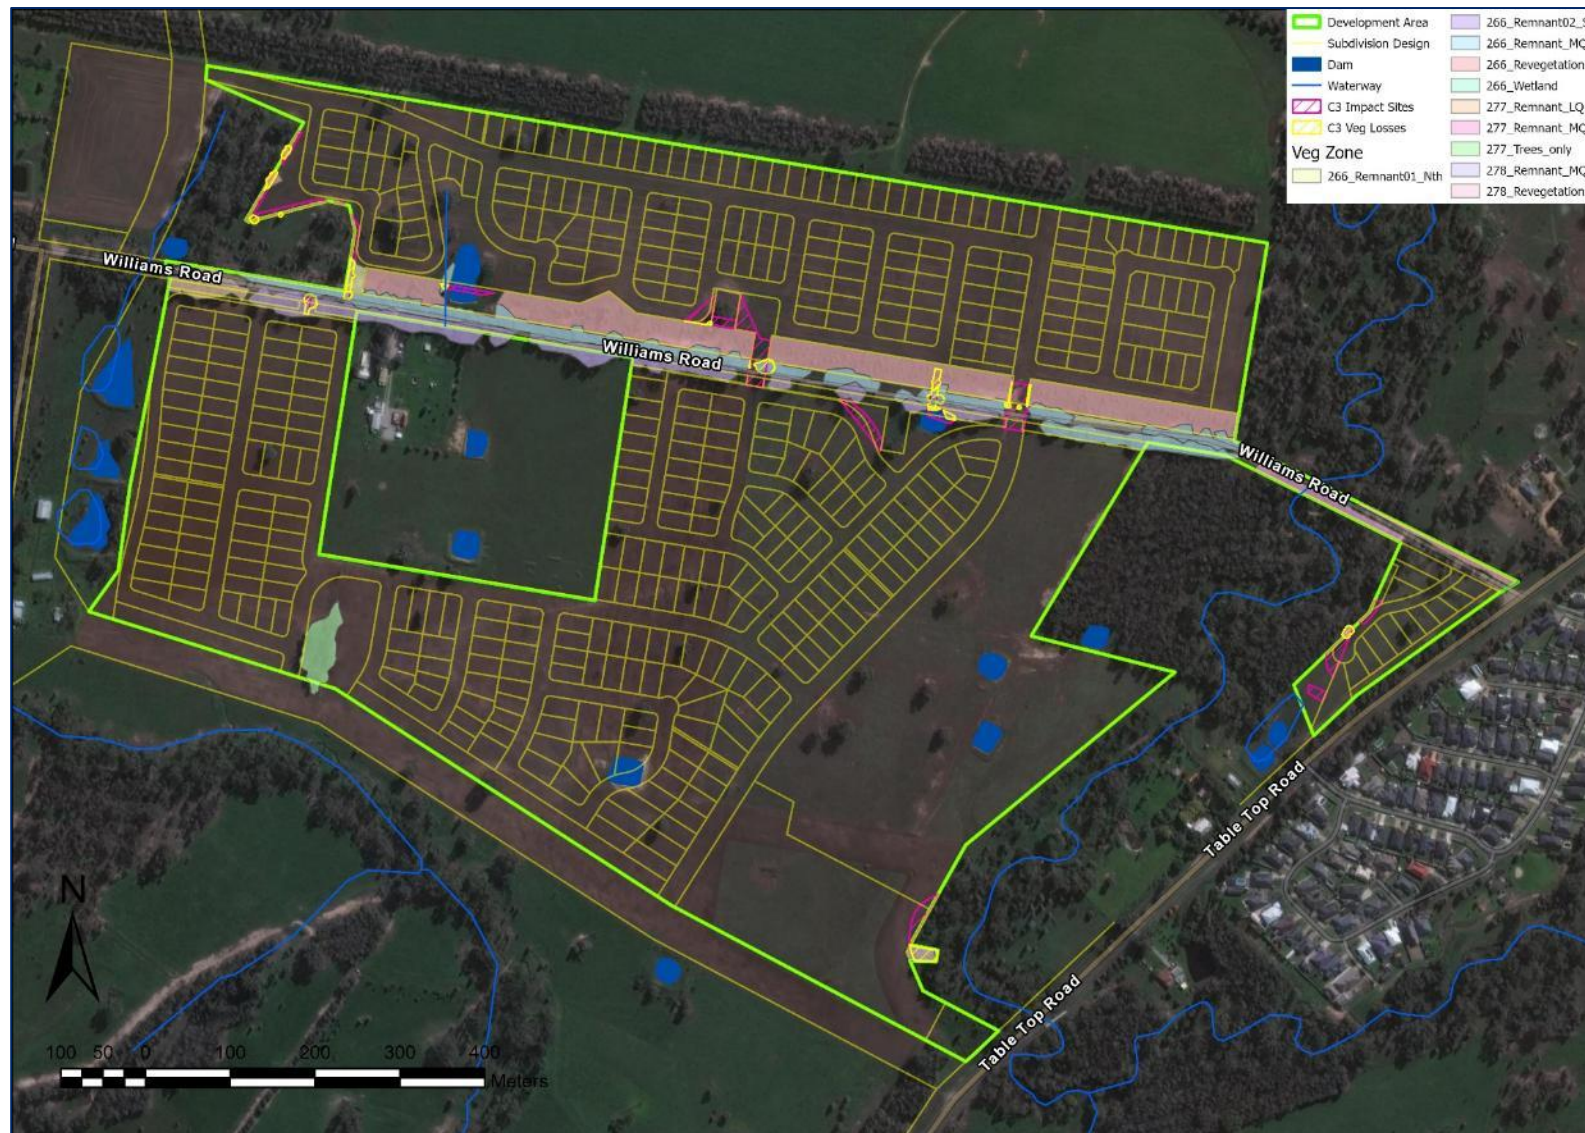 Development Area
Subdivision Design
Dam
Waterway
C3 Impact Sites
C3 Veg Losses
Veg Zone
266_Remnant01_Nth
266_Remnant02_S
266_Remnant_MQ
266_Revegetation
266_Wetland
277_Remnant_LQ
277_Remnant_MQ
277_Trees_only
278_Remnant_MQ
278_Revegetation
Williams Road
Williams Road
Williams Road
Table Top Road
Table Top Road
N
100 50 0 100 200 300 400
Meters